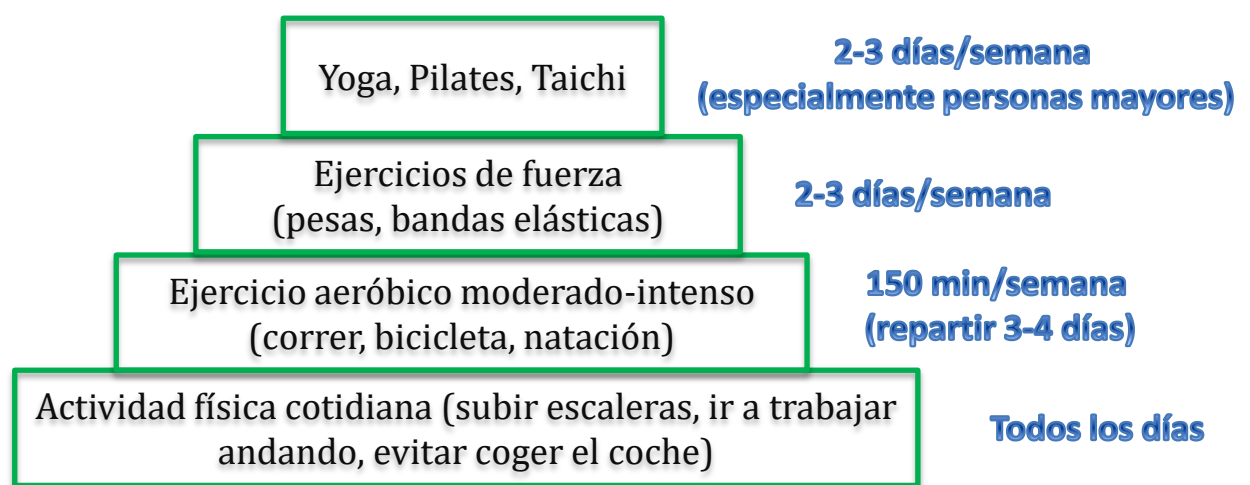 Yoga, Pilates, Taichi
2-3 días/semana
(especialmente personas mayores)
Ejercicios de fuerza
(pesas, bandas elásticas)
2-3 días/semana
Ejercicio aeróbico moderado-intenso
(correr, bicicleta, natación)
150 min/semana
(repartir 3-4 días)
Actividad física cotidiana (subir escaleras, ir a trabajar
andando, evitar coger el coche)
Todos los días